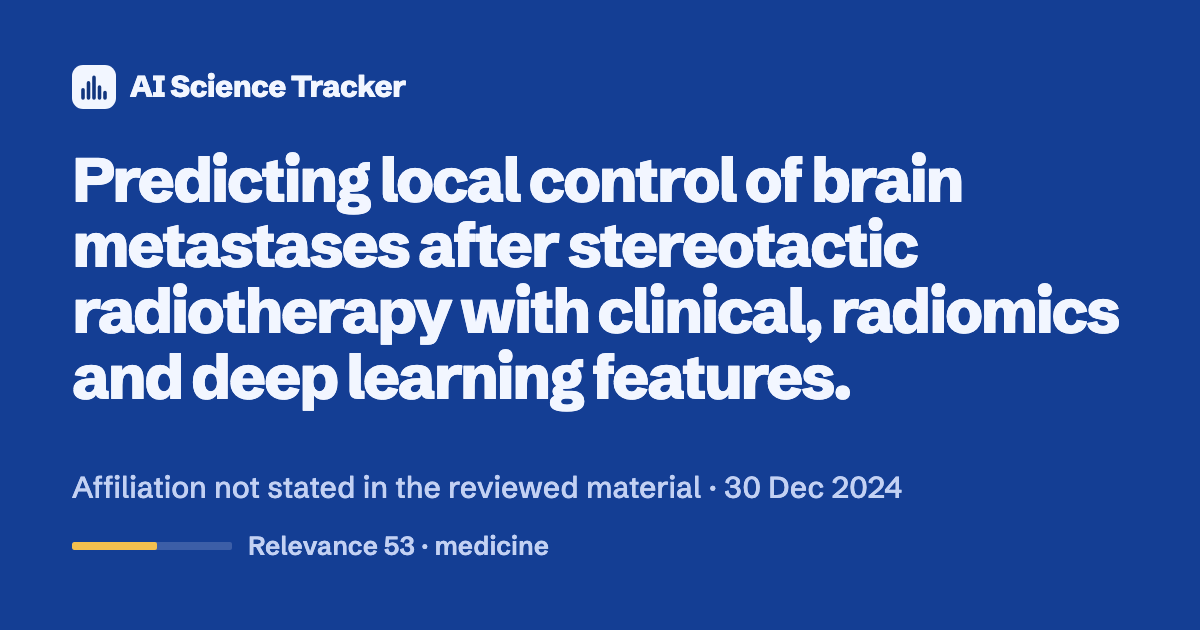 AI Science Tracker
Predicting local control of brain
metastases after stereotactic
radiotherapy with clinical, radiomics
and deep learning features.
Affiliation not stated in the reviewed material · 30 Dec 2024
Relevance 53 · medicine